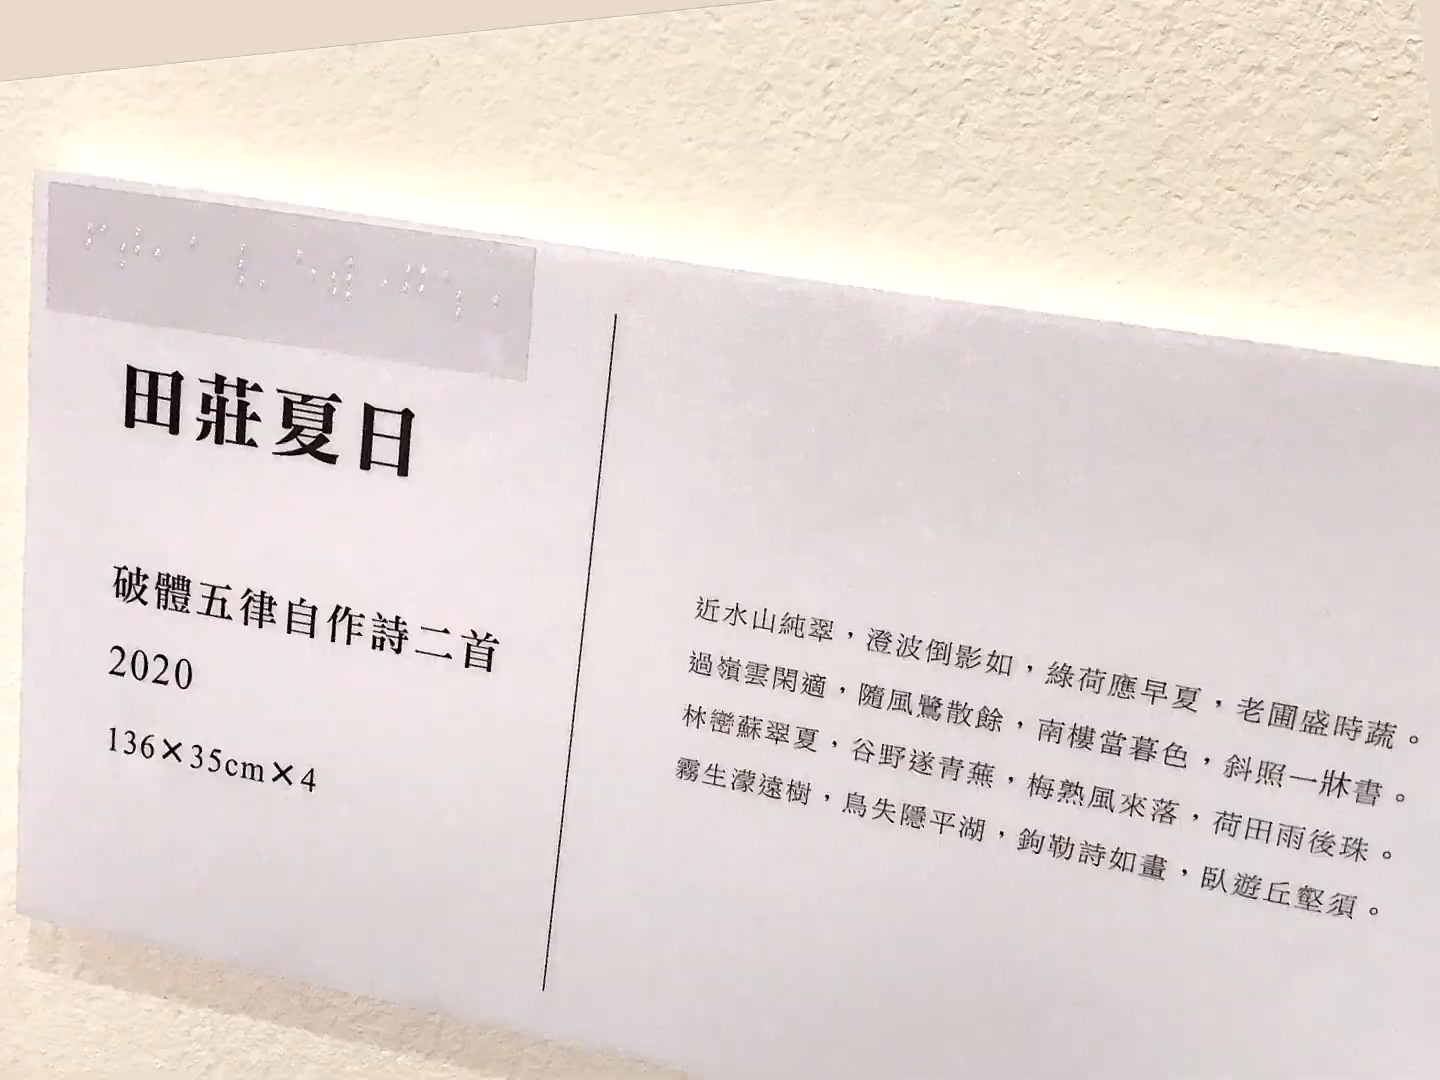 田莊夏日
破體五律自作詩二首
2020
136×35cm×4
近水山純翠，澄波倒影如，綠荷應早夏，老圃盛時蔬。
過嶺雲閑適，隨風鷺散餘，南樓當暮色，斜照一牀書。
林巒蘇翠夏，谷野遂青蕪，梅熟風來落，荷田雨後珠。
霧生濛遠樹，鳥失隱平湖，鉤勒詩如畫，臥遊丘壑須。